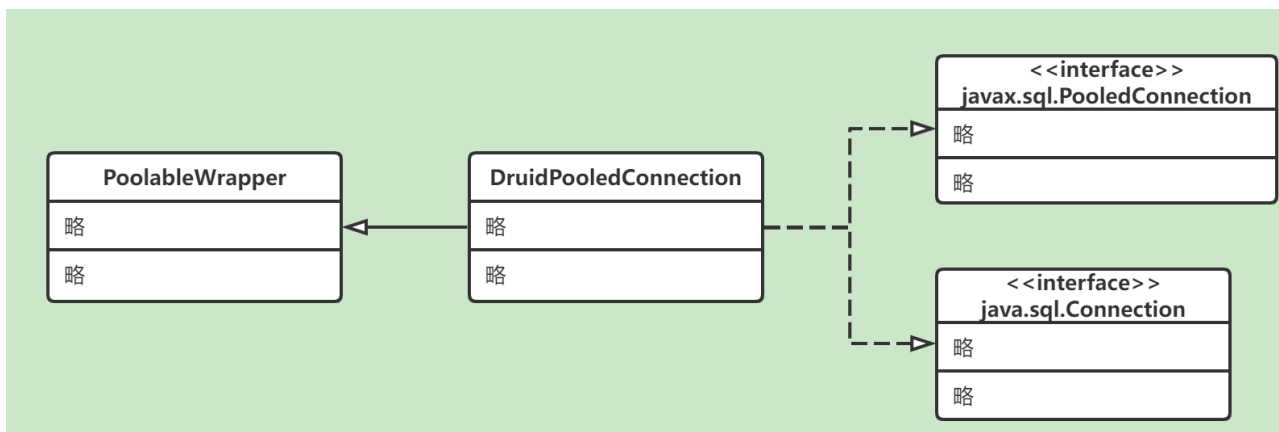 PoolableWrapper
略
略
DruidPooledConnection
略
略
<<interface>>
javax.sql.PooledConnection
略
略
<<interface>>
java.sql.Connection
略
略